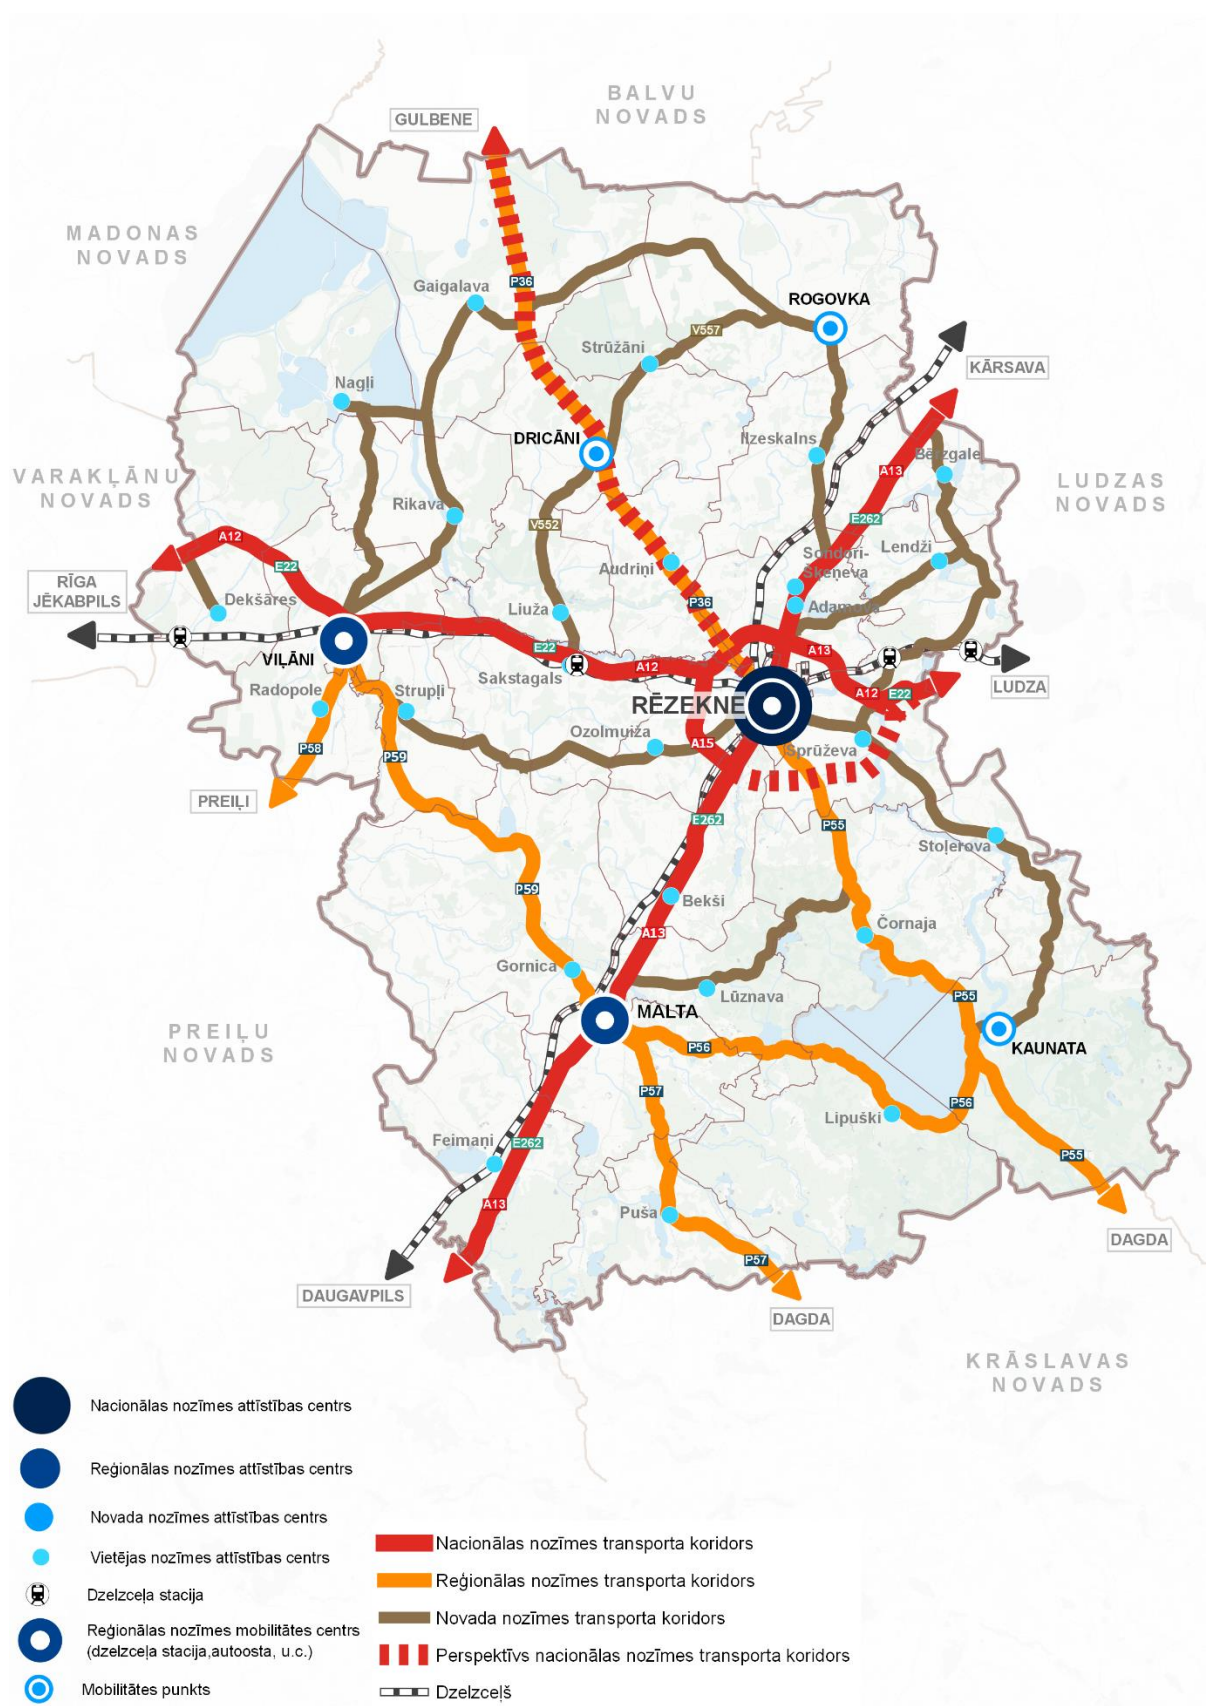 BALVU
NOVADS
GULBENE
MADONAS
NOVADS
P36
Gaigalava
ROGOVKA
V557
Strūžāni
KĀRSAVA
Nagļi
DRICĀNI
Ilzeskalns
Bērzgale
A13
VARAKĻĀNU
NOVADS
LUDZAS
NOVADS
Rikava
V552
E262
A12
E22
Audriņi
Sondori-
Škeņeva
Lendži
RĪGA
JĒKABPILS
Dekšāres
Liuža
P36
Adamova
VIĻĀNI
E22
A12
A13
Sakstagals
LUDZA
Radopole
Strupļi
RĒZEKNE
A12
E22
Ozolmuiža
A15
Sprūževa
P58
P59
PREIĻI
E262
P55
Stoļerova
P59
Bekši
A13
Čornaja
Gornica
Lūznava
P55
MALTA
PREIĻU
NOVADS
P56
KAUNATA
P57
P56
Lipuški
Feimaņi
E262
P55
A13
Puša
DAGDA
P57
DAUGAVPILS
DAGDA
KRĀSLAVAS
NOVADS
Nacionālas nozīmes attīstības centrs
Reģionālas nozīmes attīstības centrs
Novada nozīmes attīstības centrs
Vietējas nozīmes attīstības centrs
Dzelzceļa stacija
Reģionālas nozīmes mobilitātes centrs
(dzelzceļa stacija,autoosta, u.c.)
Mobilitātes punkts
Nacionālas nozīmes transporta koridors
Reģionālas nozīmes transporta koridors
Novada nozīmes transporta koridors
Perspektīvs nacionālas nozīmes transporta koridors
Dzelzceļš